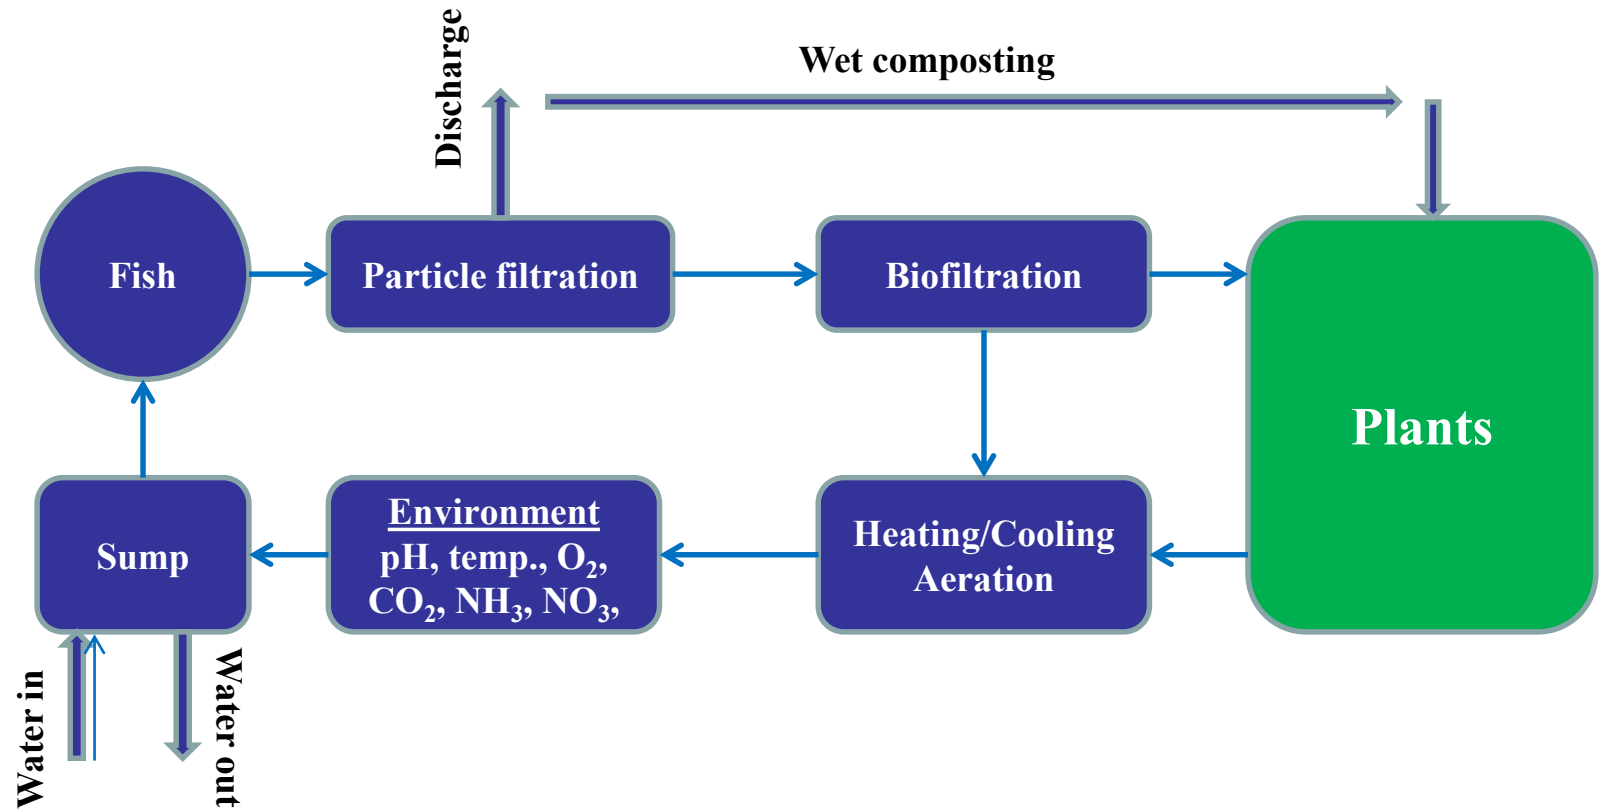 Discharge
Wet composting
Fish
Particle filtration
Biofiltration
Plants
Sump
Environment
pH, temp., O₂,
CO₂, NH₃, NO₃,
Heating/Cooling
Aeration
Water in
Water out